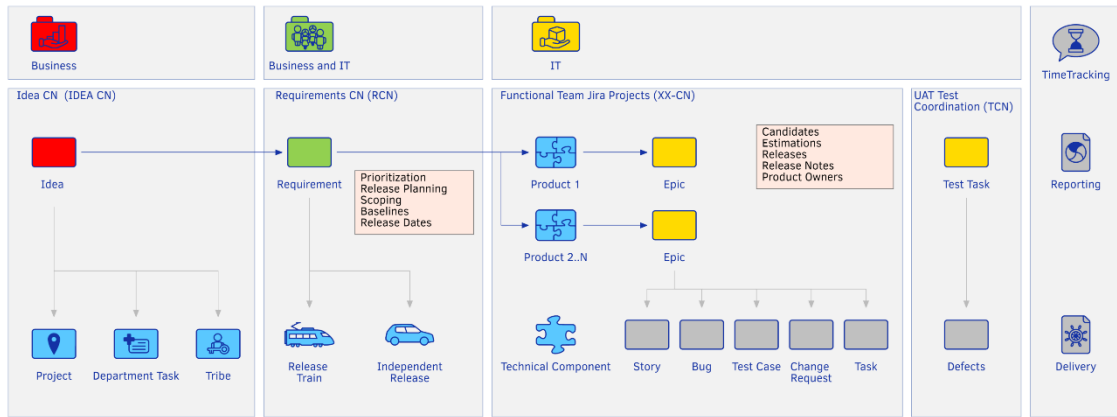 Business
Business and IT
IT
TimeTracking
Idea CN (IDEA CN)
Requirements CN (RCN)
Functional Team Jira Projects (XX-CN)
UAT Test
Coordination (TCN)
Idea
Requirement
Prioritization
Release Planning
Scoping
Baselines
Release Dates
Product 1
Epic
Candidates
Estimations
Releases
Release Notes
Product Owners
Test Task
Reporting
Product 2..N
Epic
Project
Department Task
Tribe
Release
Train
Independent
Release
Technical Component
Story
Bug
Test Case
Change
Request
Task
Defects
Delivery